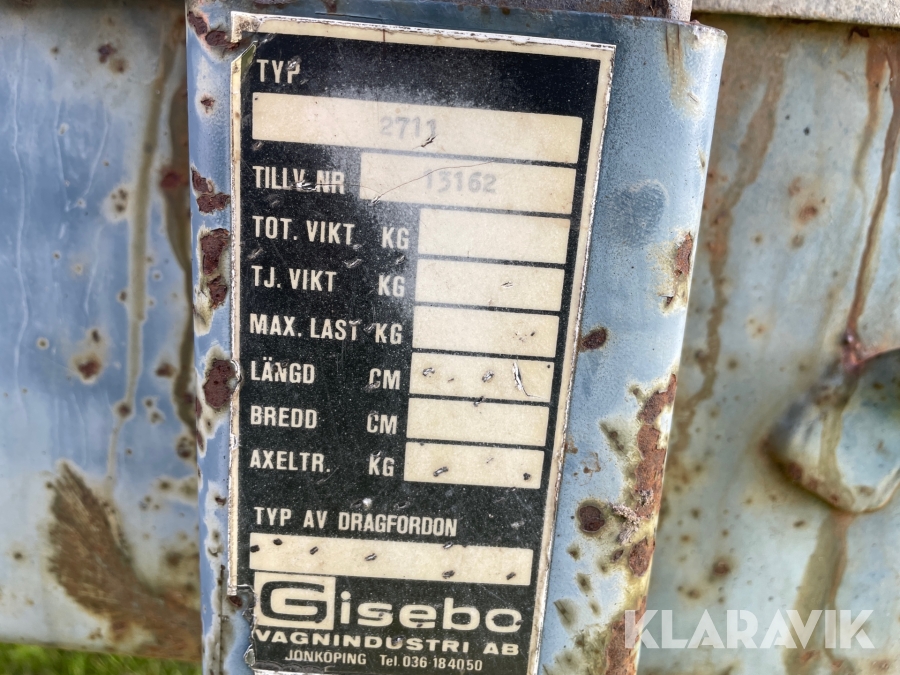 TYP
2711
TILLV. NR 15162
TOT. VIKT KG
TJ. VIKT KG
MAX. LAST KG
LÄNGD CM
BREDD CM
AXELTR. KG
TYP AV DRAGFORDON
Gisebo
VAGNINDUSTRI AB
JÖNKÖPING Tel. 036-184050
KLARAVIK